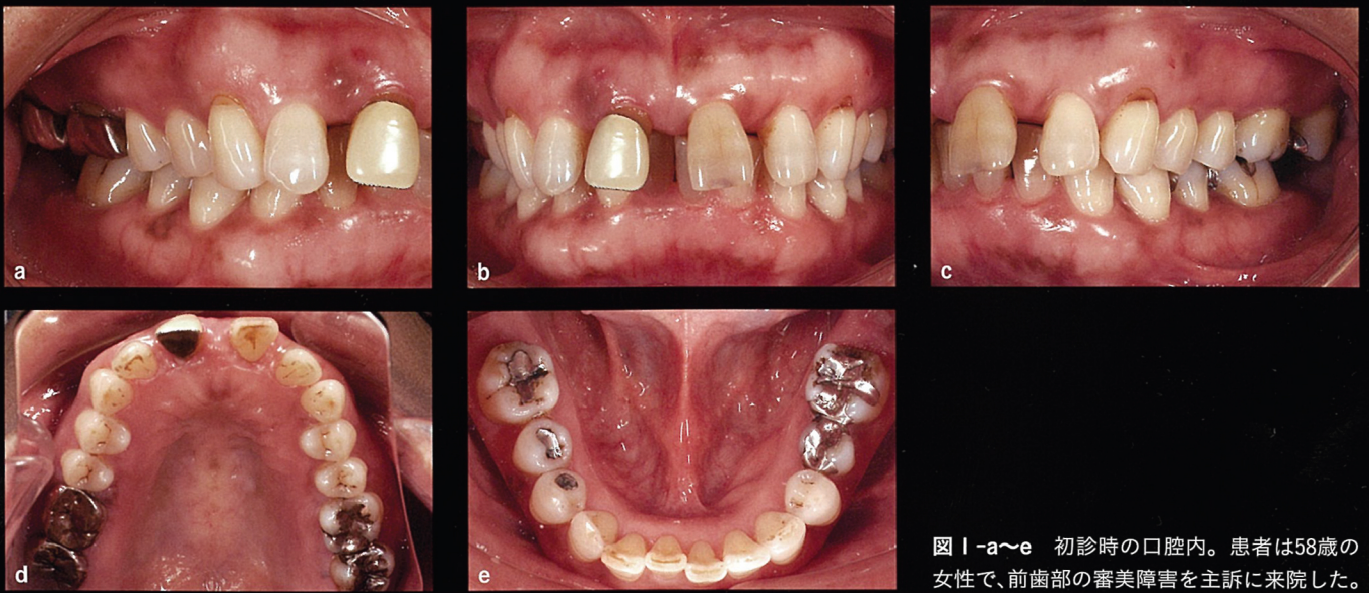 a
b
c
d
e
図1-a〜e 初診時の口腔内。患者は58歳の
女性で、前歯部の審美障害を主訴に来院した。